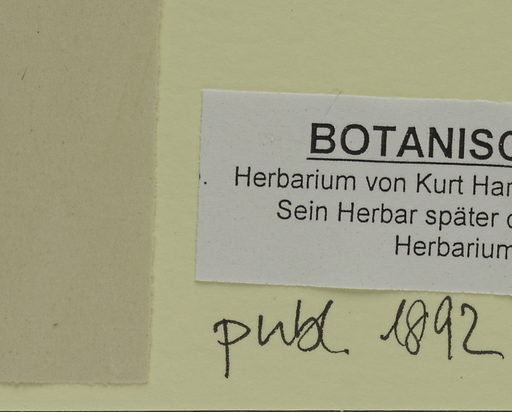 BOTANISC
Herbarium von Kurt Har
Sein Herbar später
Herbarium
publ. 1892